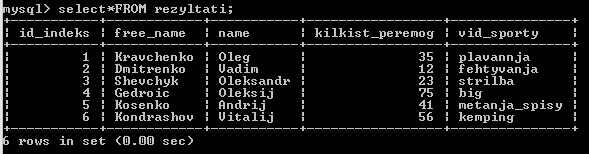 mysql> select*FROM rezyltati;
id_indeks | free_name | name | kilkist_peremog | vid_sporty
1 | Kravchenko | Oleg | 35 | plavannja
2 | Dmitrenko | Vadim | 12 | fehtyvanja
3 | Shevchyk | Oleksandr | 23 | strilba
4 | Gedroic | Oleksij | 75 | big
5 | Kosenko | Andrij | 41 | metanja_spisy
6 | Kondrashov | Vitalij | 56 | kemping
6 rows in set (0.00 sec)